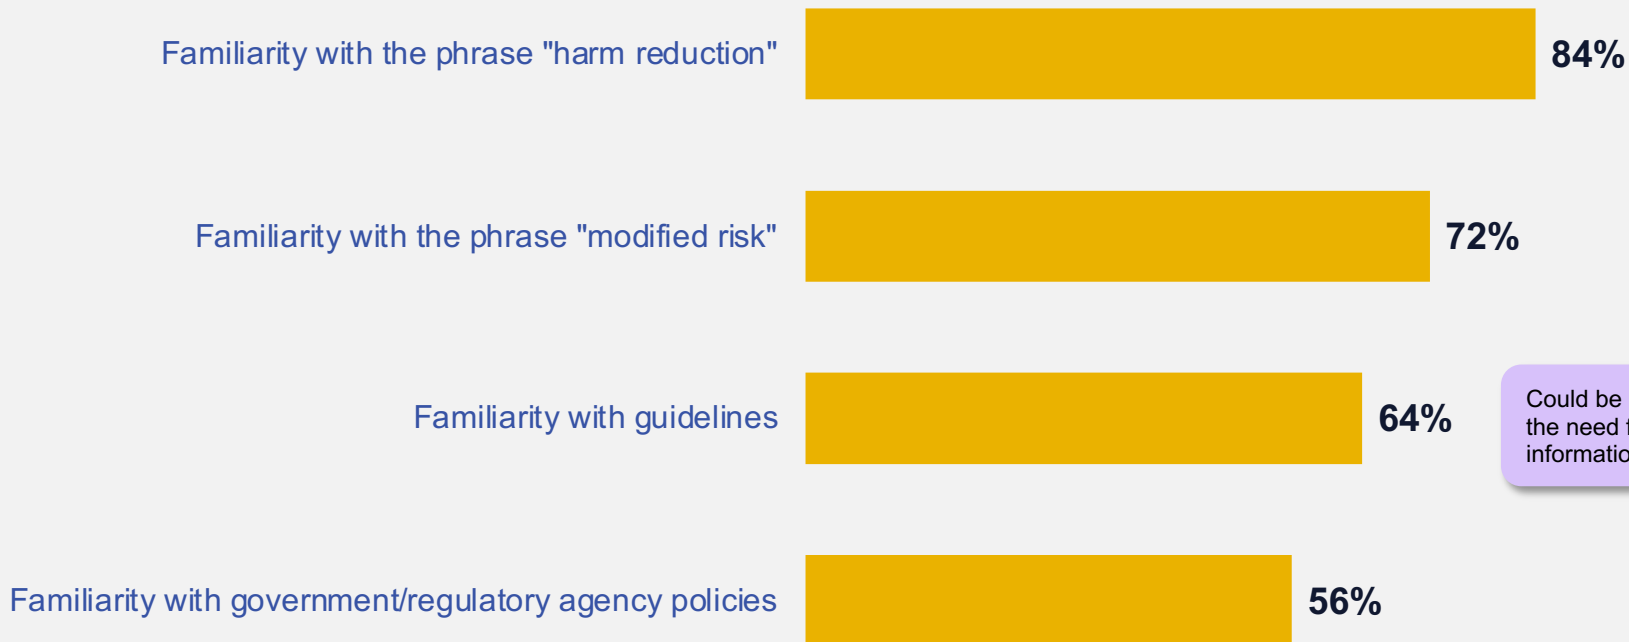 Familiarity with the phrase "harm reduction"
84%
Familiarity with the phrase "modified risk"
72%
Familiarity with guidelines
64%
Could be
the need
Familiarity with government/regulatory agency policies
56%